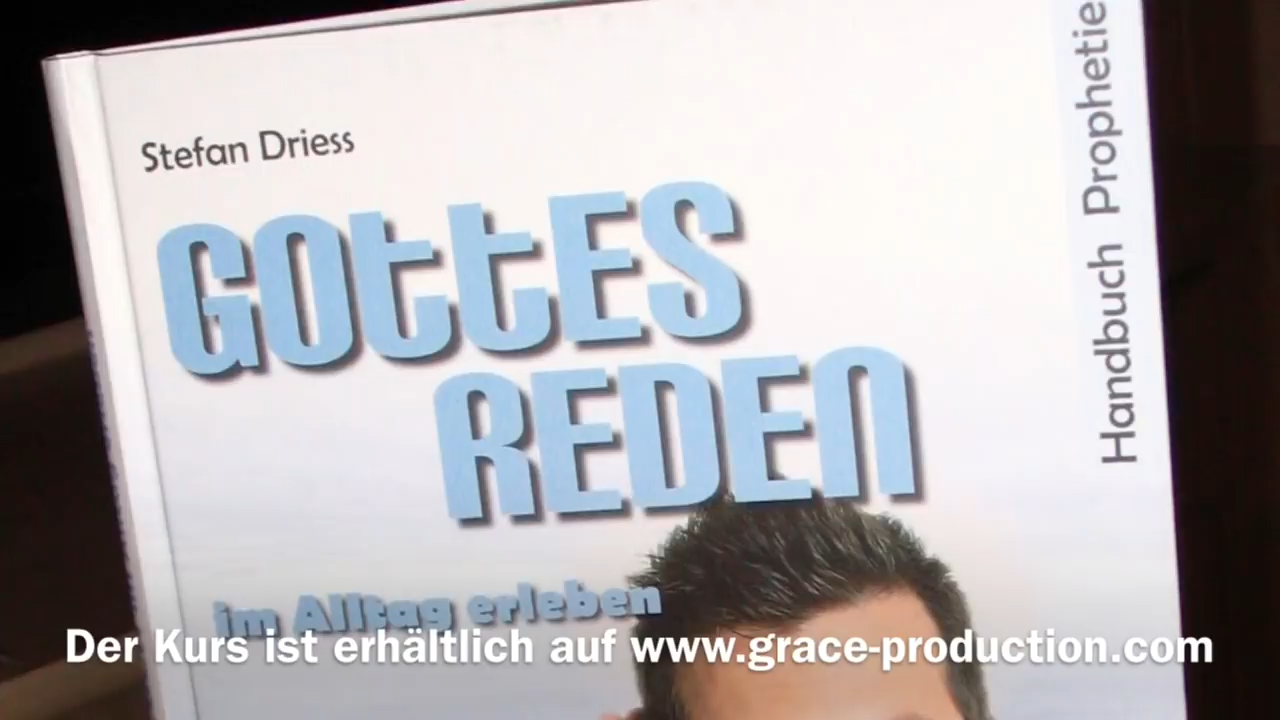 Stefan Driess
GOttES
REDEN
im Alltag erleben
Handbuch Prophetie
Der Kurs ist erhältlich auf www.grace-production.com